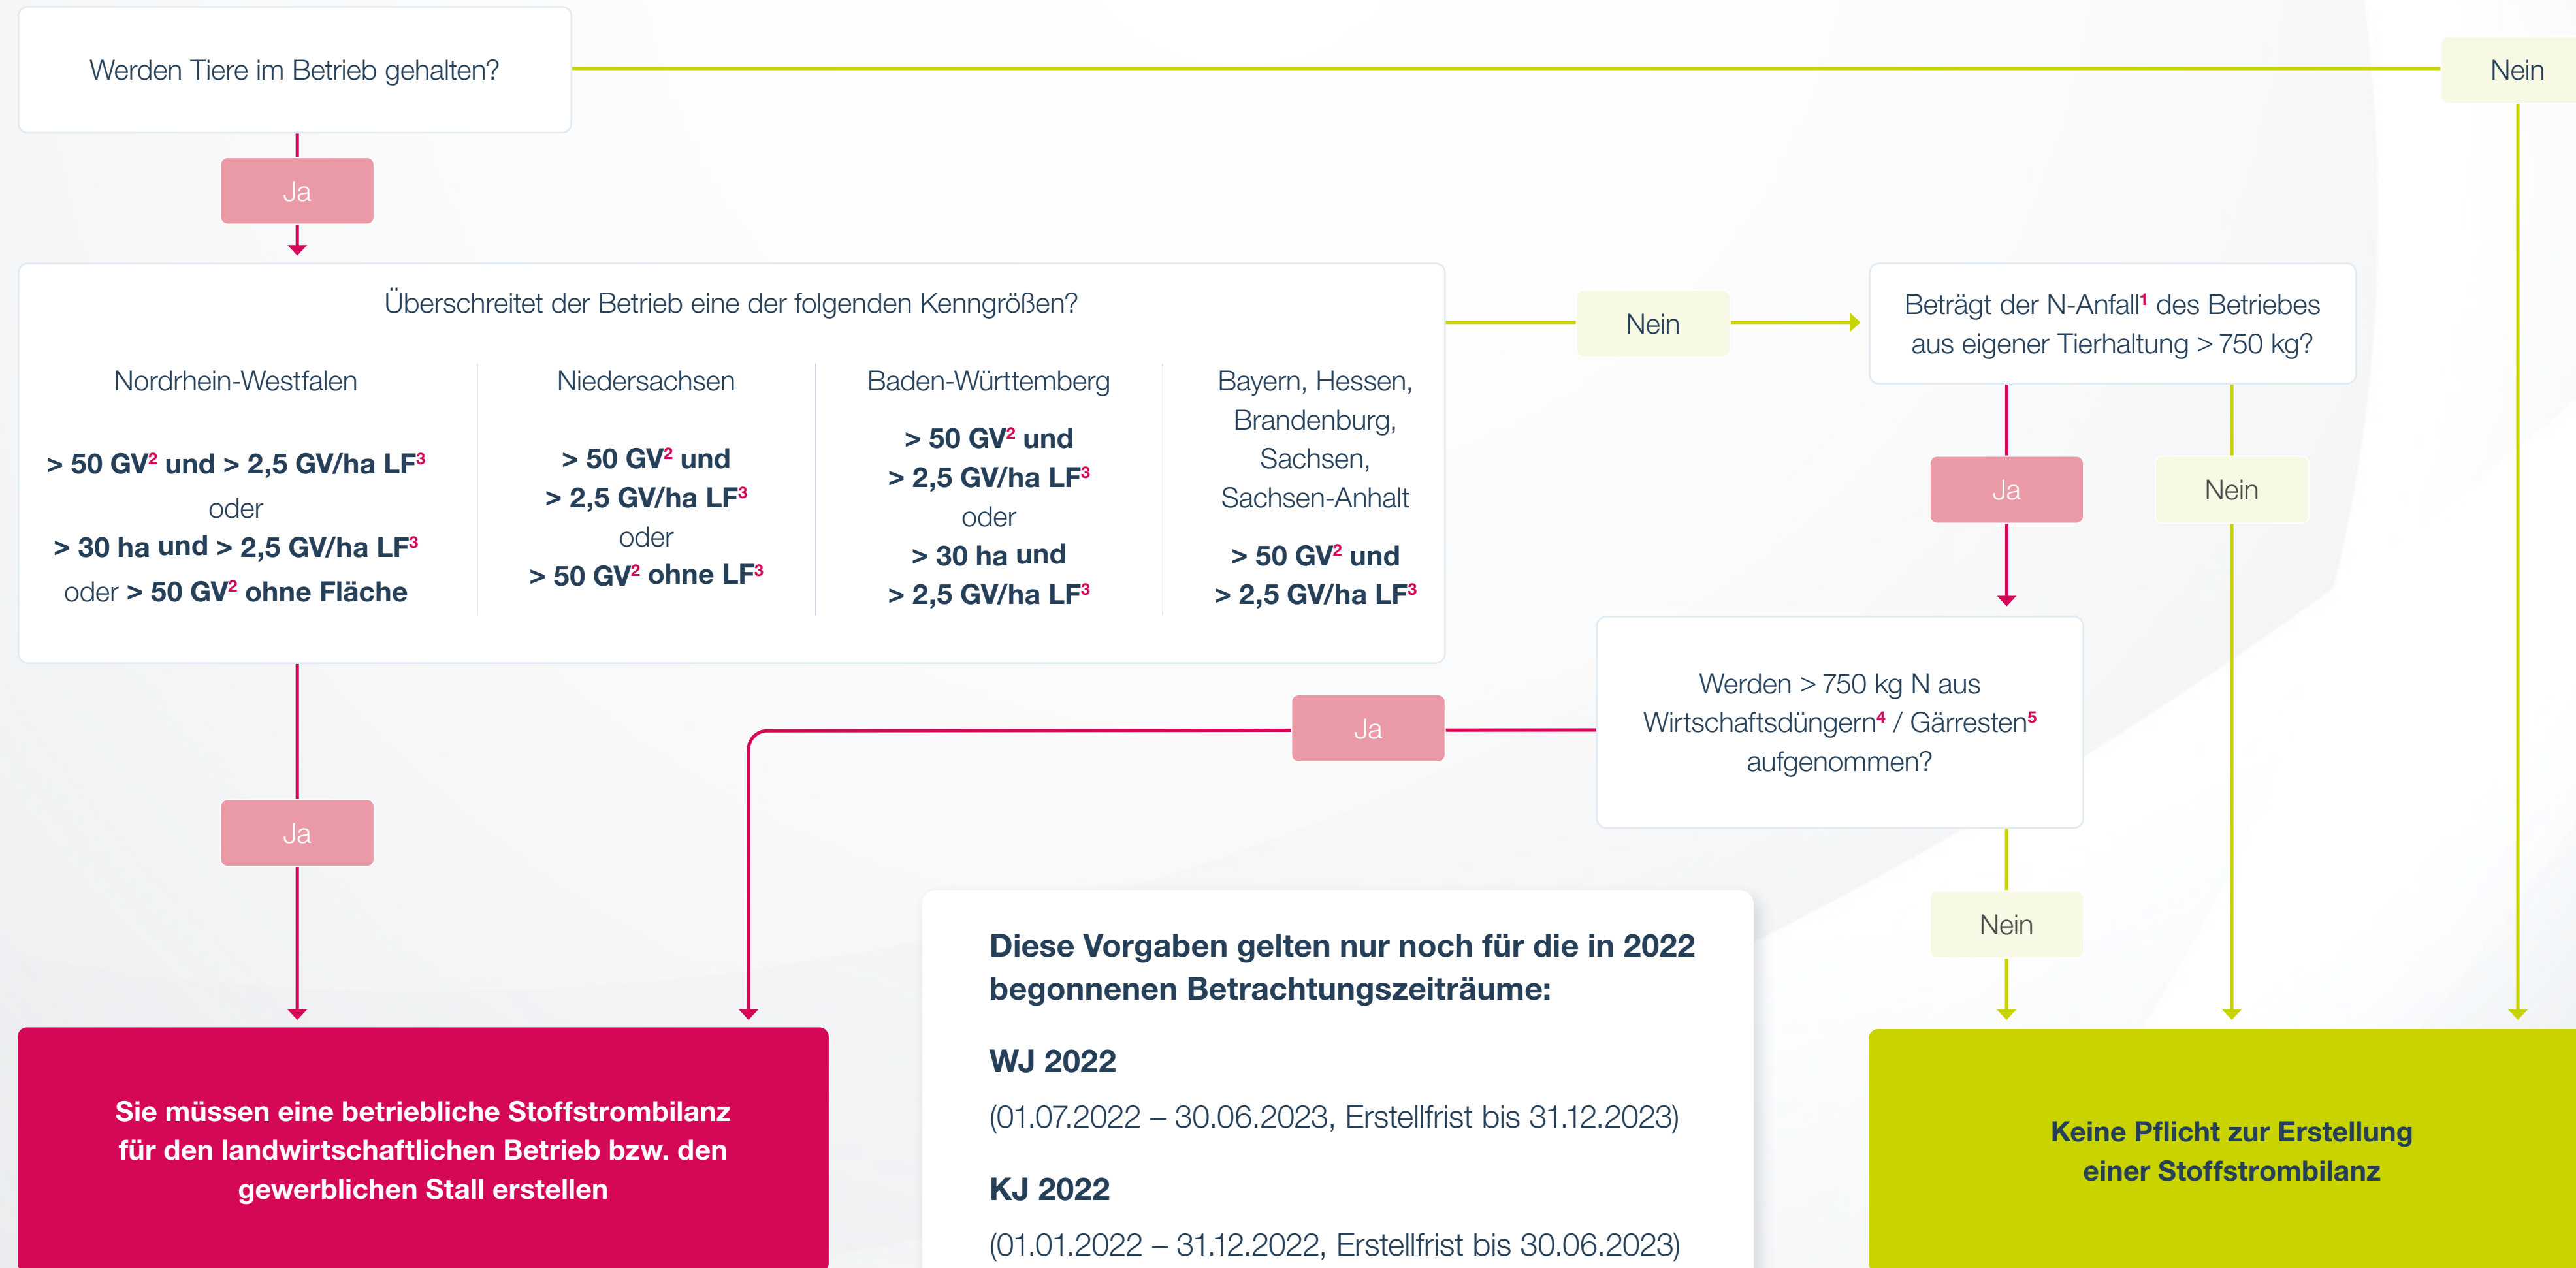 Werden Tiere im Betrieb gehalten?
Nein
Ja
Überschreitet der Betrieb eine der folgenden Kenngrößen?
Nordrhein-Westfalen
> 50 GV² und > 2,5 GV/ha LF³
oder
> 30 ha und > 2,5 GV/ha LF³
oder > 50 GV² ohne Fläche
Niedersachsen
> 50 GV² und
> 2,5 GV/ha LF³
oder
> 50 GV² ohne LF³
Baden-Württemberg
> 50 GV² und
> 2,5 GV/ha LF³
oder
> 30 ha und
> 2,5 GV/ha LF³
Bayern, Hessen,
Brandenburg,
Sachsen,
Sachsen-Anhalt
> 50 GV² und
> 2,5 GV/ha LF³
Nein
Beträgt der N-Anfall¹ des Betriebes
aus eigener Tierhaltung > 750 kg?
Ja
Nein
Werden > 750 kg N aus
Wirtschaftsdüngern⁴ / Gärresten⁵
aufgenommen?
Ja
Ja
Nein
Diese Vorgaben gelten nur noch für die in 2022
begonnenen Betrachtungszeiträume:
WJ 2022
(01.07.2022 – 30.06.2023, Erstellfrist bis 31.12.2023)
KJ 2022
(01.01.2022 – 31.12.2022, Erstellfrist bis 30.06.2023)
Sie müssen eine betriebliche Stoffstrombilanz
für den landwirtschaftlichen Betrieb bzw. den
gewerblichen Stall erstellen
Keine Pflicht zur Erstellung
einer Stoffstrombilanz